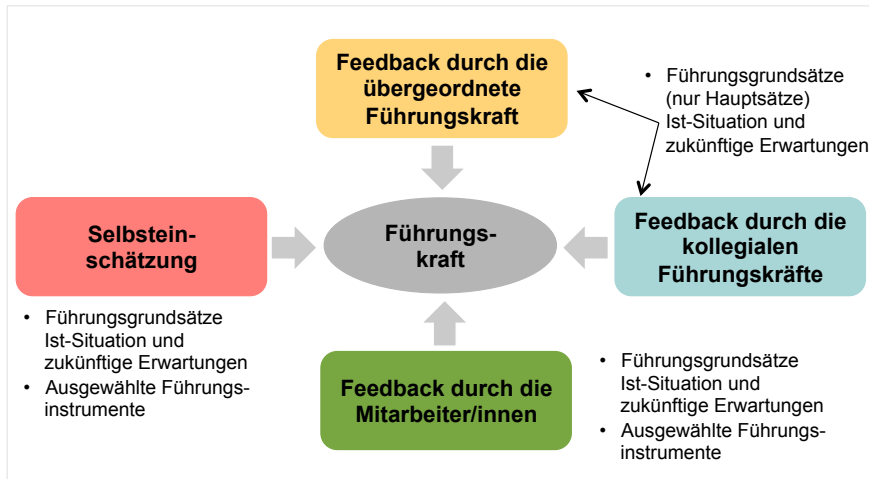 Feedback durch die
übergeordnete
Führungskraft
• Führungsgrundsätze
(nur Hauptsätze)
Ist-Situation und
zukünftige Erwartungen
Selbstein-
schätzung
Führungs-
kraft
Feedback durch die
kollegialen
Führungskräfte
• Führungsgrundsätze
Ist-Situation und
zukünftige Erwartungen
• Ausgewählte Führungs-
instrumente
Feedback durch die
Mitarbeiter/innen
• Führungsgrundsätze
Ist-Situation und
zukünftige Erwartungen
• Ausgewählte Führungs-
instrumente